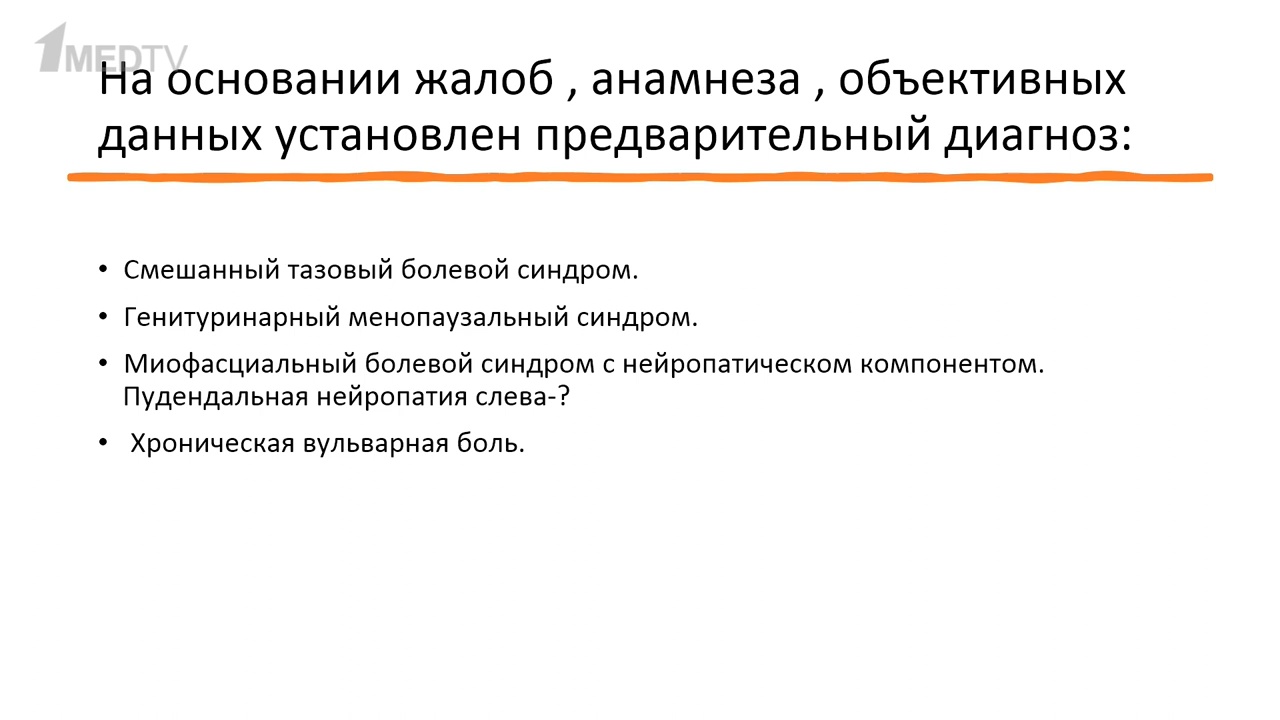 1MEDTV
На основании жалоб , анамнеза , объективных
данных установлен предварительный диагноз:
• Смешанный тазовый болевой синдром.
• Генитуринарный менопаузальный синдром.
• Миофасциальный болевой синдром с нейропатическом компонентом.
Пудендальная нейропатия слева-?
• Хроническая вульварная боль.